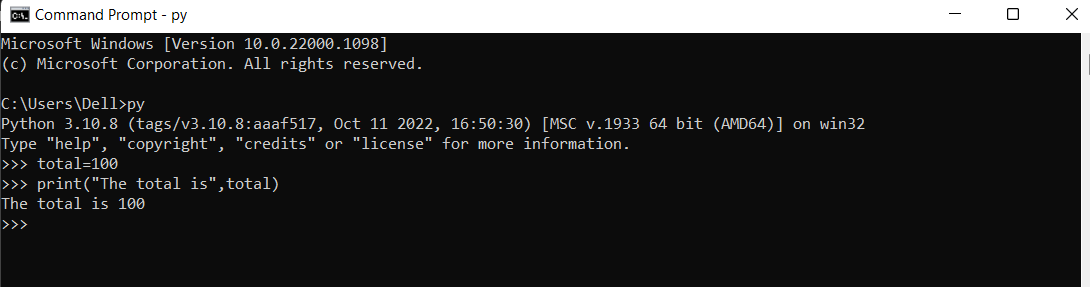 Command Prompt - py
Microsoft Windows [Version 10.0.22000.1098]
(c) Microsoft Corporation. All rights reserved.
C:\Users\Dell>py
Python 3.10.8 (tags/v3.10.8:aaaf517, Oct 11 2022, 16:50:30) [MSC v.1933 64 bit (AMD64)] on win32
Type "help", "copyright", "credits" or "license" for more information.
>>> total=100
>>> print("The total is",total)
The total is 100
>>>